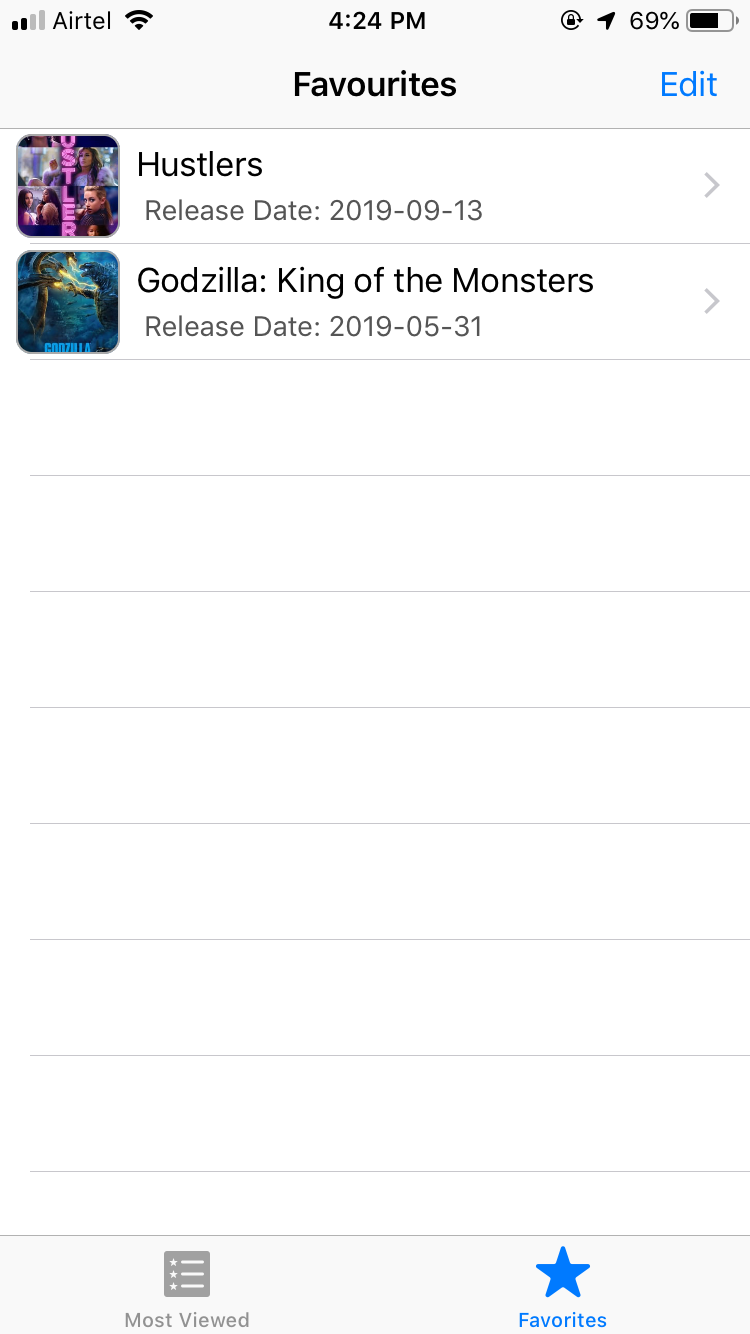 Airtel 4:24 PM 69%
Favourites Edit
USTLER
Hustlers
Release Date: 2019-09-13
GODZILLA
Godzilla: King of the Monsters
Release Date: 2019-05-31
Most Viewed Favorites